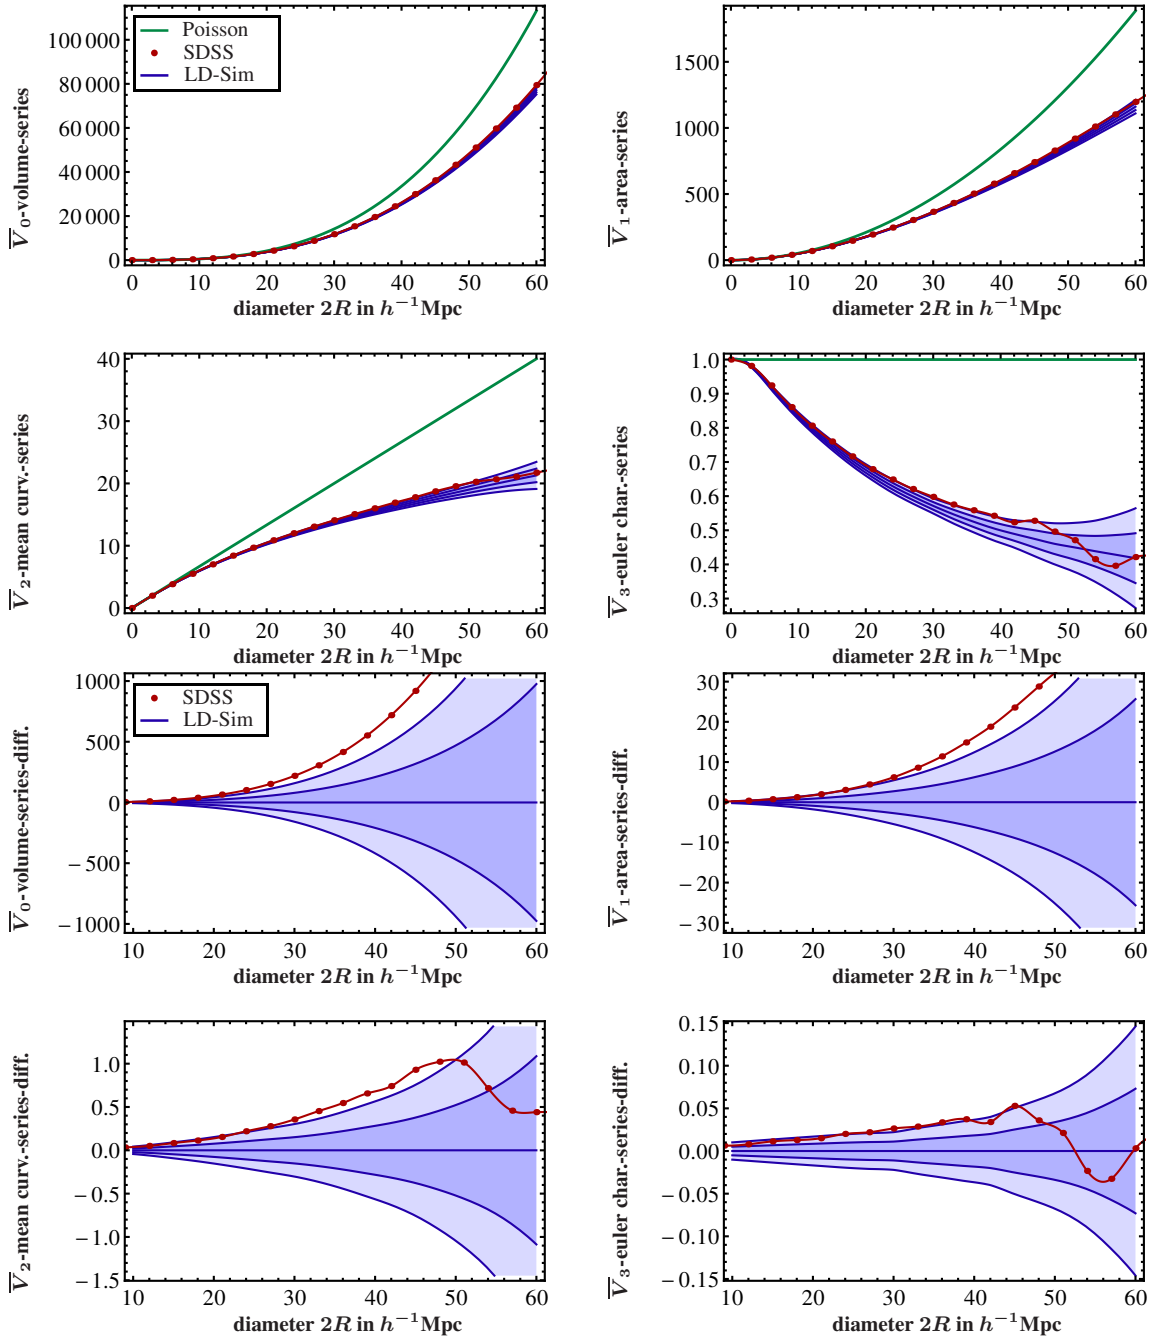 100 000
80 000
60 000
40 000
20 000
0
V̅₀-volume-series
Poisson
SDSS
LD-Sim
0 10 20 30 40 50 60
diameter 2R in h⁻¹Mpc
1500
1000
500
0
V̅₁-area-series
0 10 20 30 40 50 60
diameter 2R in h⁻¹Mpc
40
30
20
10
0
V̅₂-mean curv.-series
0 10 20 30 40 50 60
diameter 2R in h⁻¹Mpc
1.0
0.9
0.8
0.7
0.6
0.5
0.4
0.3
V̅₃-euler char.-series
0 10 20 30 40 50 60
diameter 2R in h⁻¹Mpc
1000
500
0
−500
−1000
V̅₀-volume-series-diff.
SDSS
LD-Sim
10 20 30 40 50 60
diameter 2R in h⁻¹Mpc
30
20
10
0
−10
−20
−30
V̅₁-area-series-diff.
10 20 30 40 50 60
diameter 2R in h⁻¹Mpc
1.0
0.5
0.0
−0.5
−1.0
−1.5
V̅₂-mean curv.-series-diff.
10 20 30 40 50 60
diameter 2R in h⁻¹Mpc
0.15
0.10
0.05
0.00
−0.05
−0.10
−0.15
V̅₃-euler char.-series-diff.
10 20 30 40 50 60
diameter 2R in h⁻¹Mpc